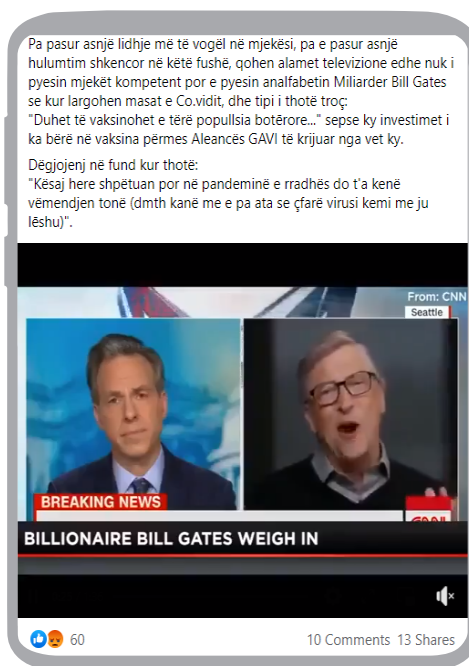 Pa pasur asnjë lidhje më të vogël në mjekësi, pa e pasur asnjë
hulumtim shkencor në këtë fushë, qohen alamet televizione edhe nuk i
pyesin mjekët kompetent por e pyesin analfabetin Miliarder Bill Gates
se kur largohen masat e Co.vidit, dhe tipi i thotë troç:
"Duhet të vaksinohet e tërë popullsia botërore..." sepse ky investimet i
ka bërë në vaksina përmes Aleancës GAVI të krijuar nga vet ky.
Dëgjojenj në fund kur thotë:
"Kësaj here shpëtuan por në pandeminë e rradhës do t'a kenë
vëmendjen tonë (dmth kanë me e pa ata se çfarë virusi kemi me ju
lëshu)".
From: CNN
Seattle
BREAKING NEWS
CNN
BILLIONAIRE BILL GATES WEIGH IN
60
10 Comments 13 Shares